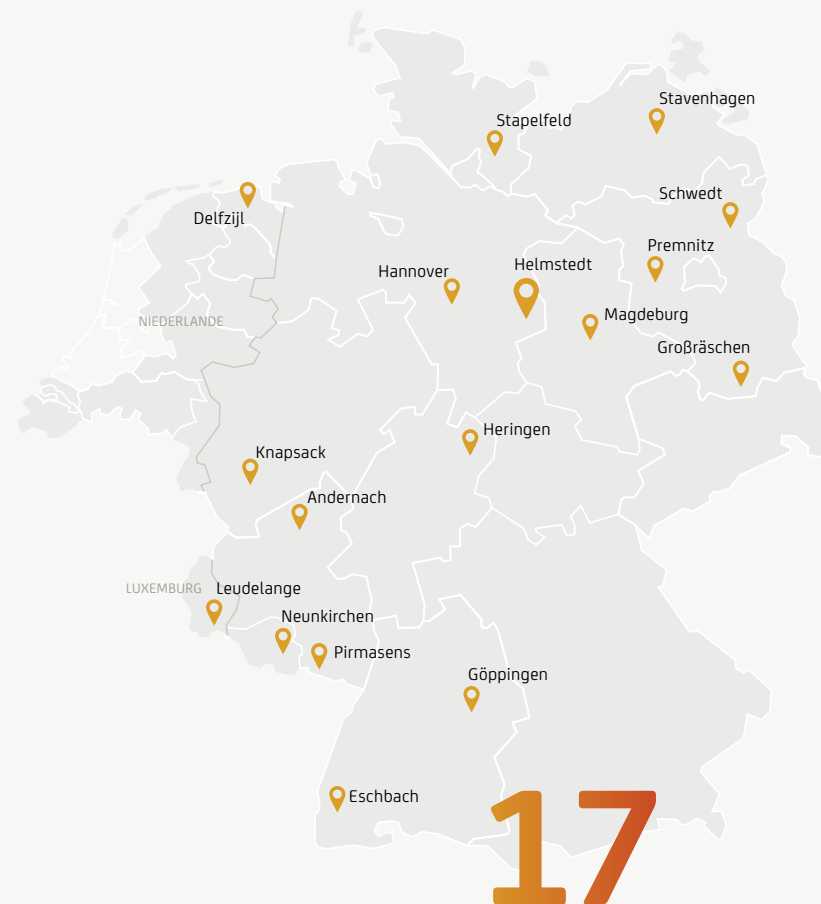 Stavenhagen
Stapelfeld
Schwedt
Delfzijl
Premnitz
Helmstedt
Hannover
Magdeburg
NIEDERLANDE
Großräschen
Heringen
Knapsack
Andernach
LUXEMBURG Leudelange
Neunkirchen
Pirmasens
Göppingen
Eschbach
17